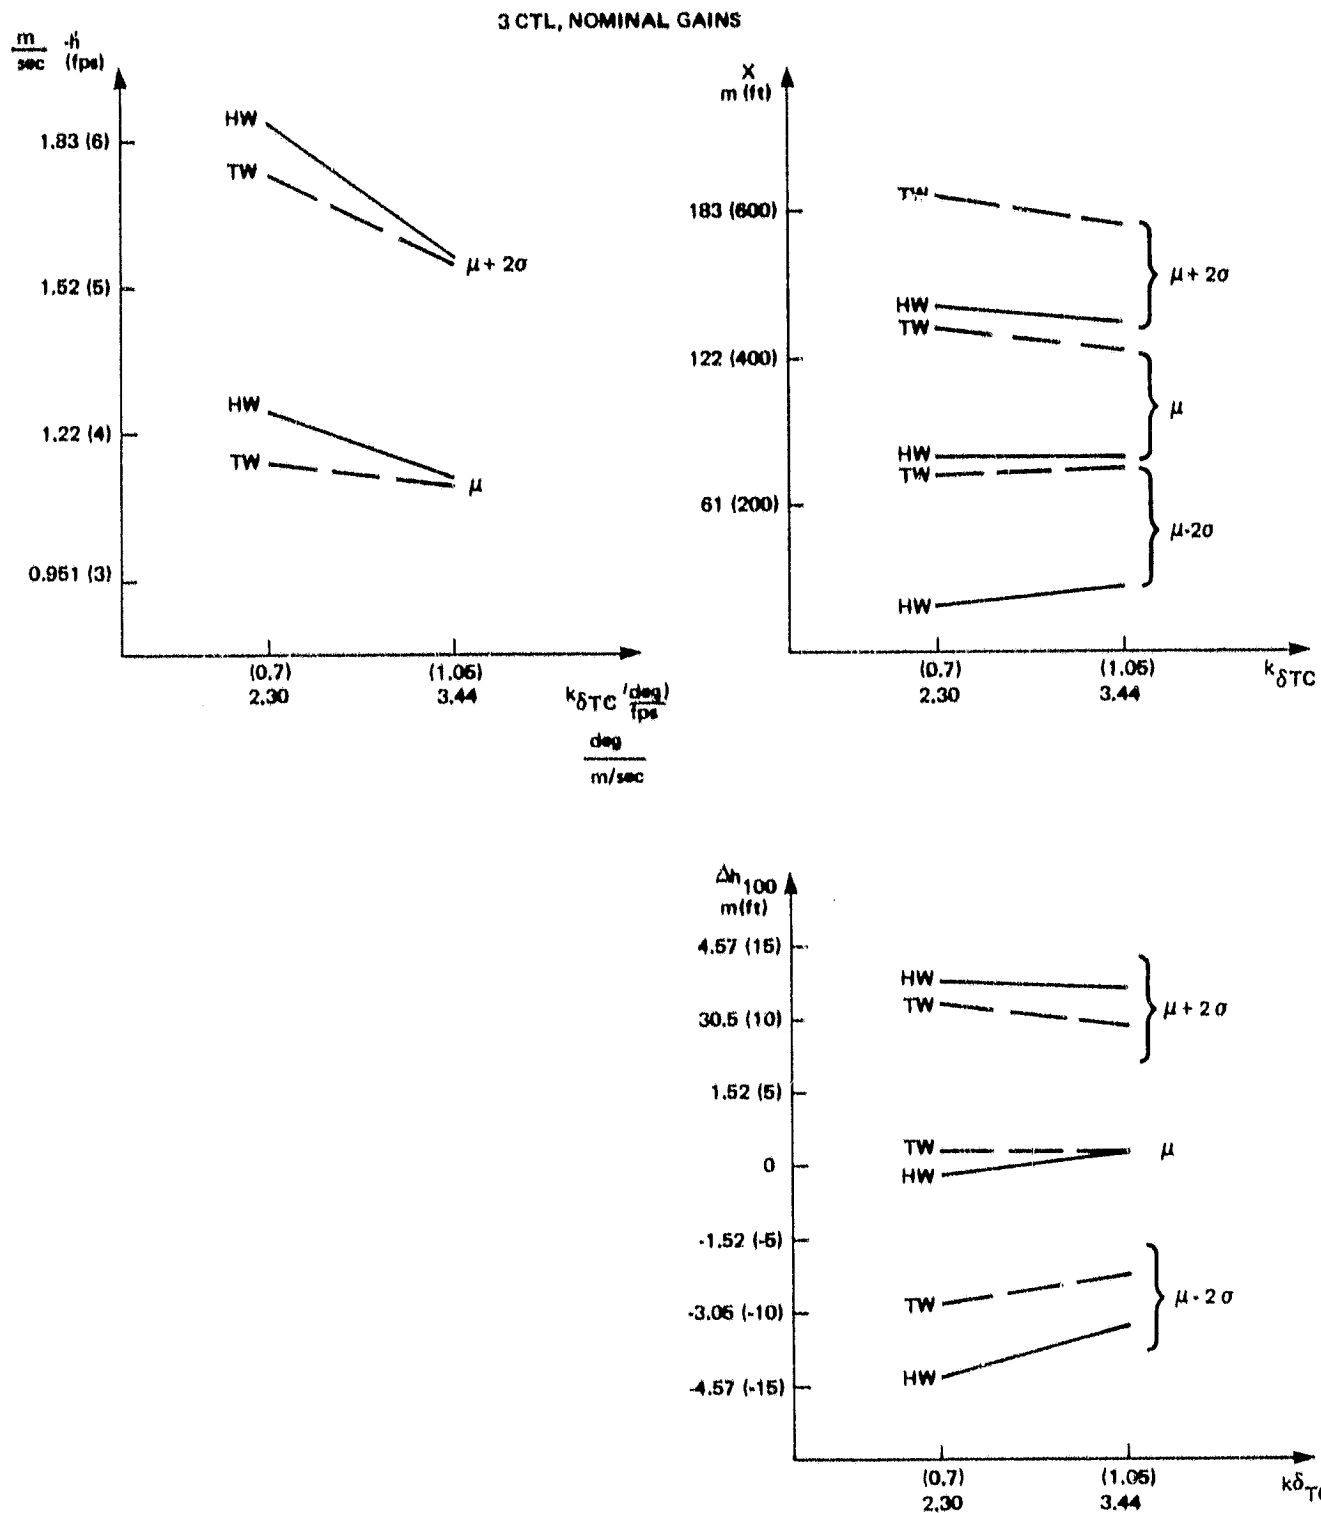 3 CTL, NOMINAL GAINS
m/sec -ḣ (fps)
HW
1.83 (6)
TW
μ + 2σ
1.52 (5)
HW
1.22 (4)
TW
μ
0.951 (3)
(0.7) (1.05)
2.30 3.44
kδTC (deg/fps)
deg
m/sec
X
m (ft)
TW
183 (600)
μ + 2σ
HW
TW
122 (400)
μ
HW
TW
61 (200)
μ-2σ
HW
(0.7) (1.05)
2.30 3.44
kδTC
Δh100
m(ft)
4.57 (15)
HW
TW
μ + 2σ
30.5 (10)
1.52 (5)
TW
μ
0
HW
-1.52 (-5)
TW
μ - 2σ
-3.05 (-10)
HW
-4.57 (-15)
(0.7) (1.05)
2.30 3.44
kδTC